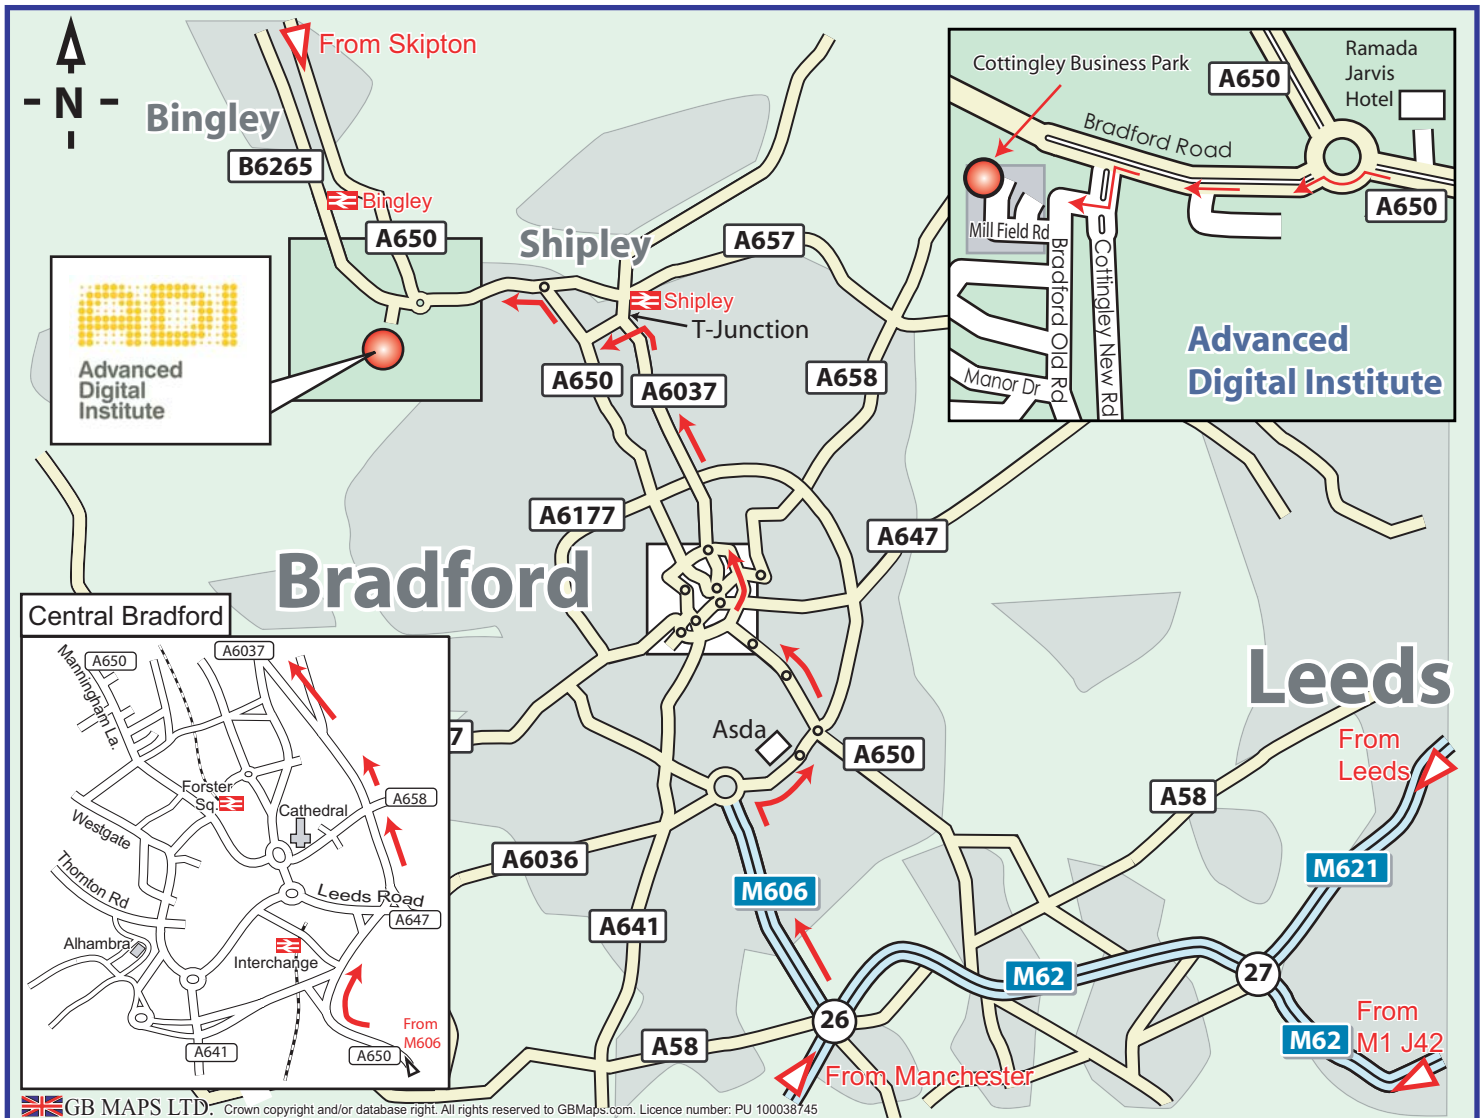 From Skipton
N
Bingley
B6265
Bingley
A650
Shipley
A657
Shipley
T-Junction
A650
A6037
A658
ADI
Advanced
Digital
Institute
Cottingley Business Park
A650
Ramada
Jarvis
Hotel
Bradford Road
A650
Mill Field Rd
Bradford Old Rd
Cottingley New Rd
Manor Dr
Advanced
Digital Institute
A6177
A647
Bradford
Leeds
7
Asda
A650
From
Leeds
A58
A6036
M606
M621
A641
M62
27
26
A58
From Manchester
From
M1 J42
M62
Central Bradford
A650
A6037
Manningham La.
Forster
Sq.
Cathedral
A658
Westgate
Thornton Rd
Leeds Road
A647
Alhambra
Interchange
From
M606
A641
A650
GB MAPS LTD. Crown copyright and/or database right. All rights reserved to GBMaps.com. Licence number: PU 100038745